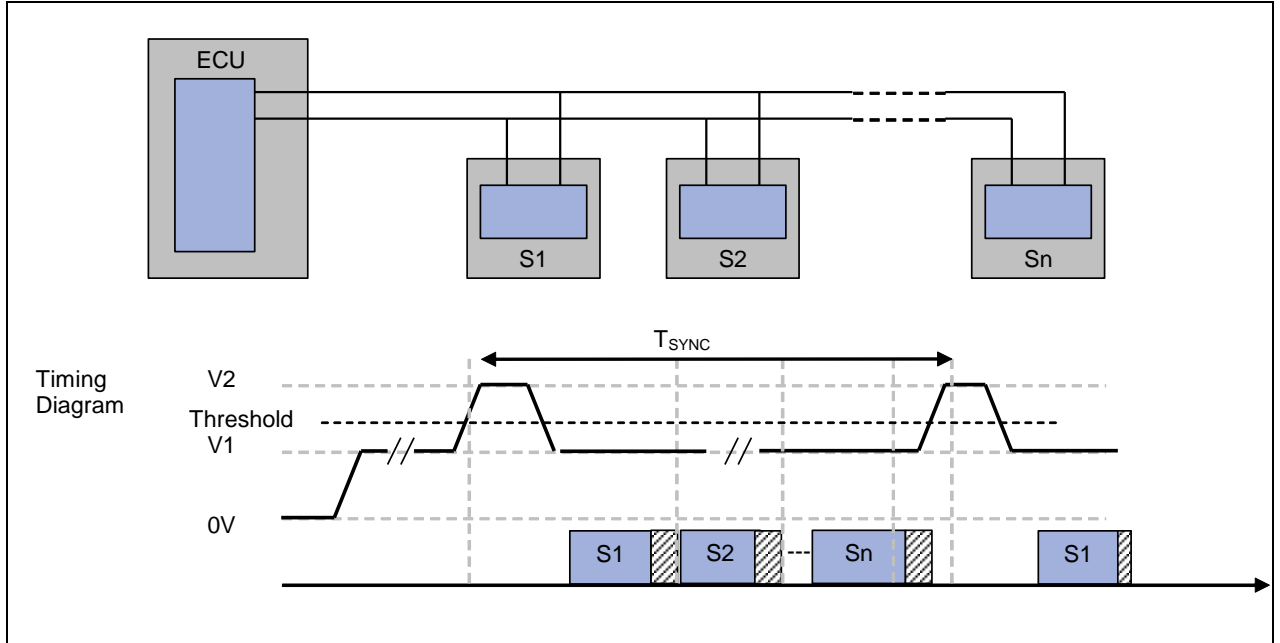 ECU
S1
S2
Sn
TSYNC
Timing
Diagram
V2
Threshold
V1
0V
S1
S2
Sn
S1